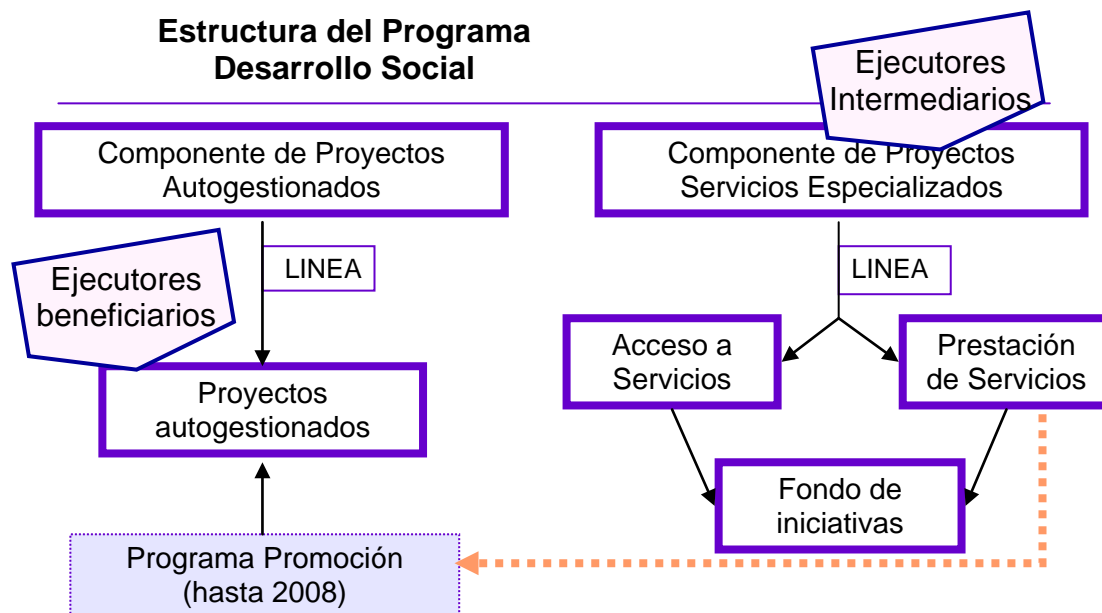 Estructura del Programa
Desarrollo Social
Ejecutores
Intermediarios
Componente de Proyectos
Autogestionados
Componente de Proyectos
Servicios Especializados
LINEA
LINEA
Ejecutores
beneficiarios
Acceso a
Servicios
Prestación
de Servicios
Proyectos
autogestionados
Fondo de
iniciativas
Programa Promoción
(hasta 2008)